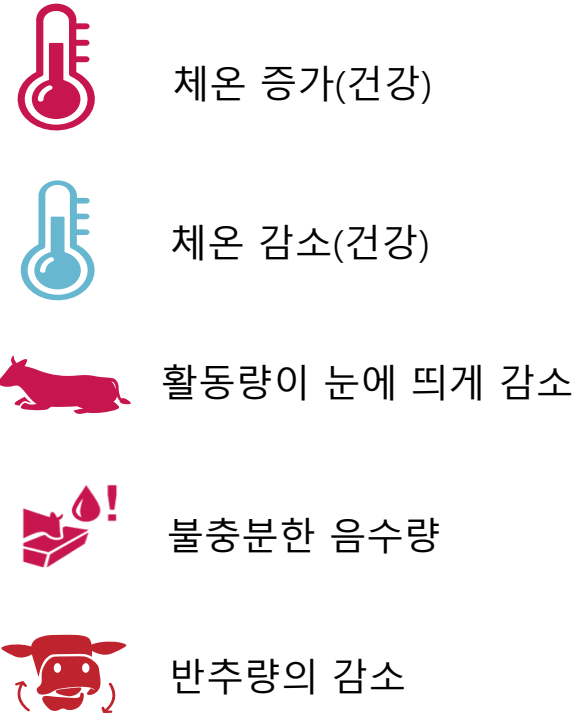 체온 증가(건강)
체온 감소(건강)
활동량이 눈에 띄게 감소
불충분한 음수량
반추량의 감소